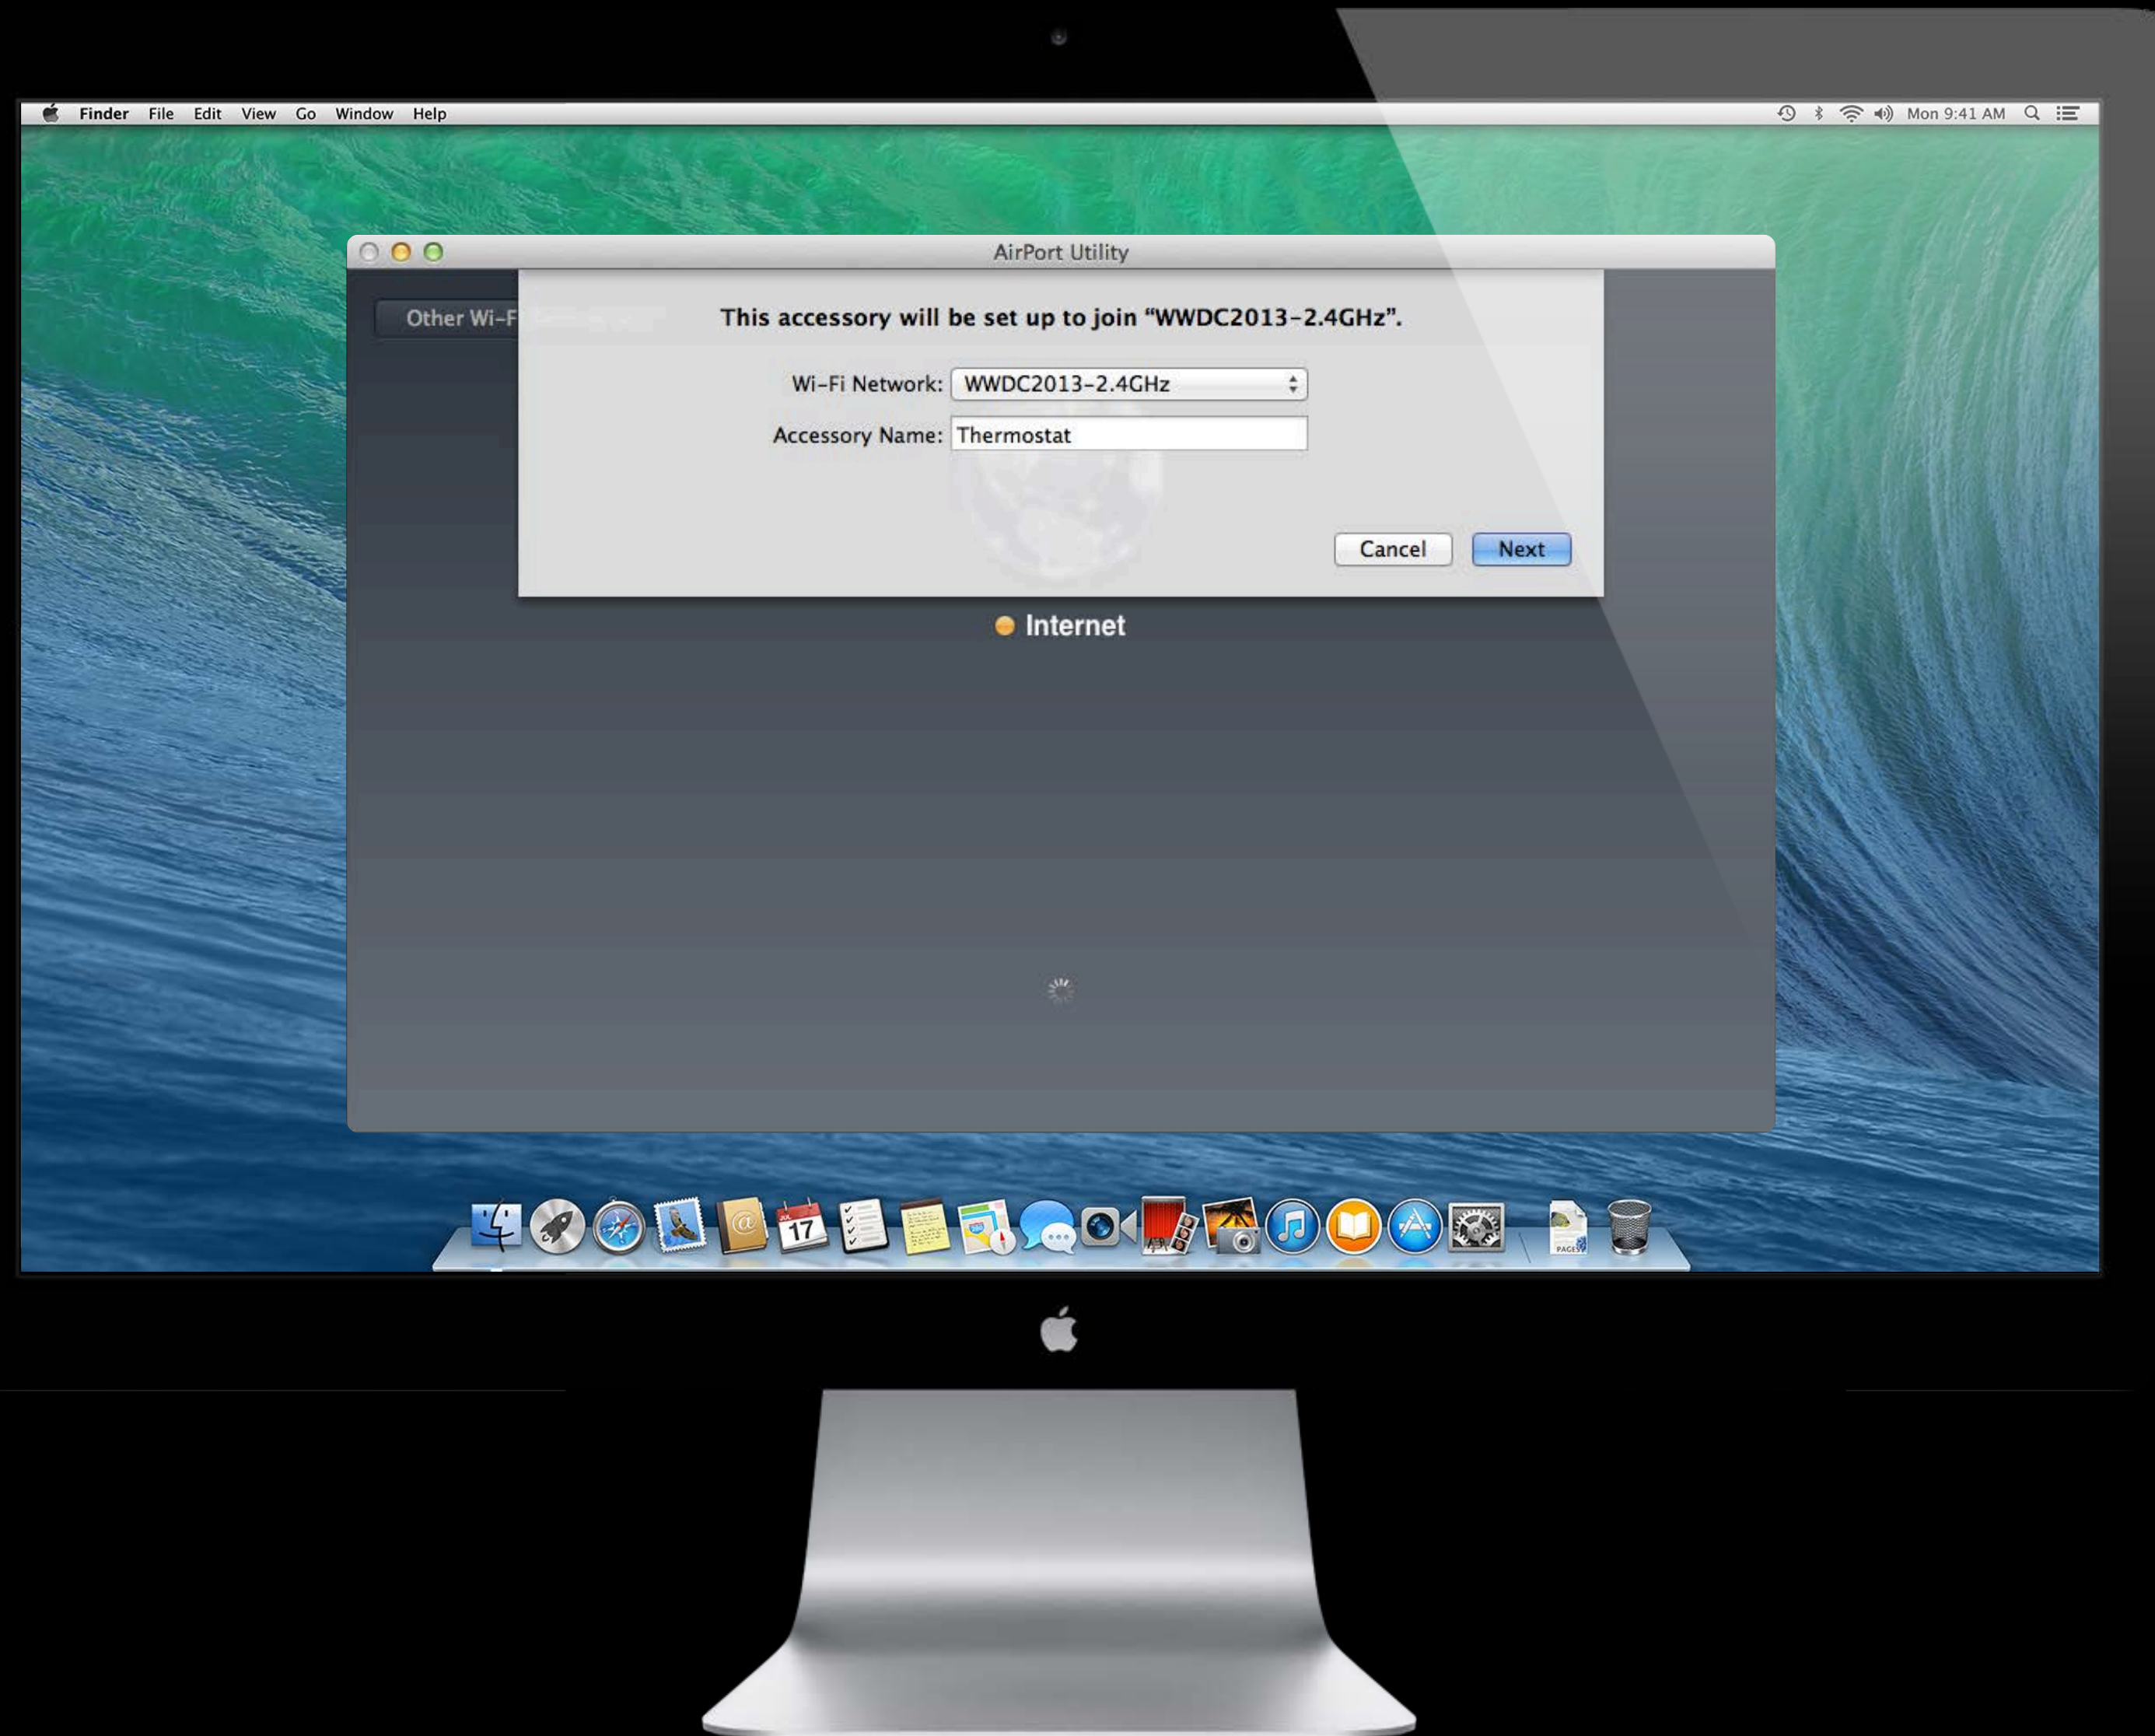 Finder File Edit View Go Window Help
Mon 9:41 AM
AirPort Utility
Other Wi-F
This accessory will be set up to join “WWDC2013-2.4GHz”.
Wi-Fi Network: WWDC2013-2.4GHz
Accessory Name: Thermostat
Cancel Next
Internet
JUL
17
PAGES